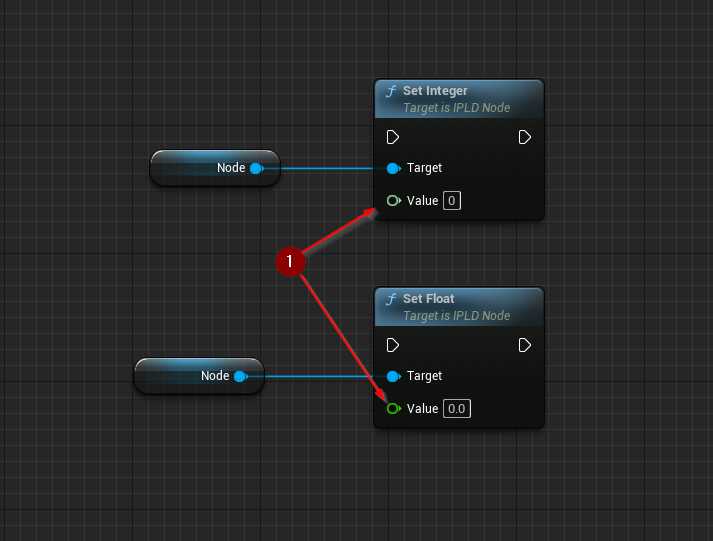 Set Integer
Target is IPLD Node
Node
Target
Value 0
1
Set Float
Target is IPLD Node
Node
Target
Value 0.0